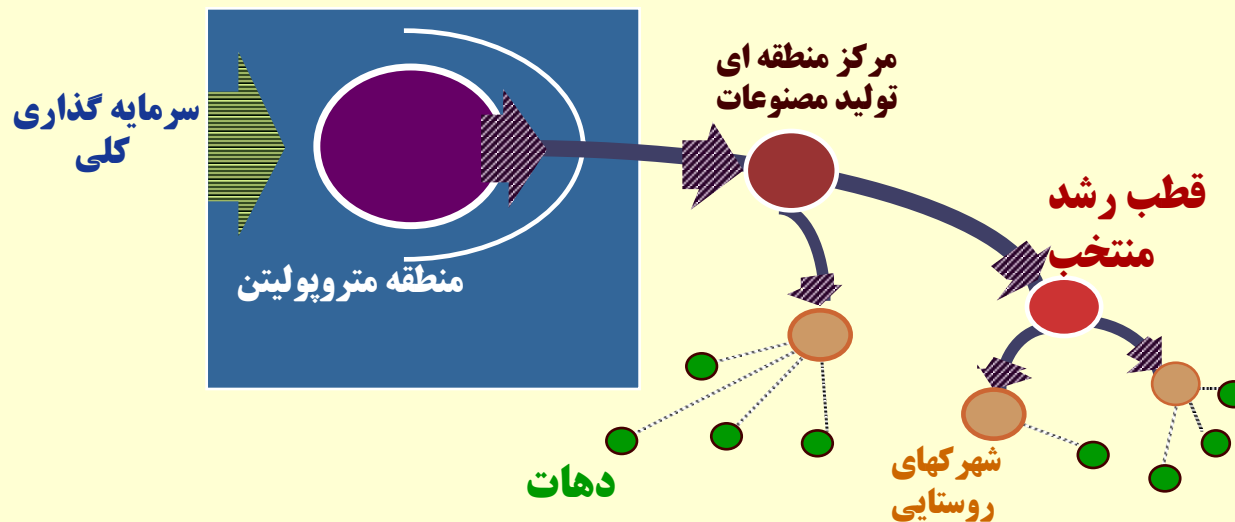 سرمایه گذاری
کلی
منطقه متروپولیتن
مرکز منطقه ای
تولید مصنوعات
قطب رشد
منتخب
شهرکهای
روستایی
دهات